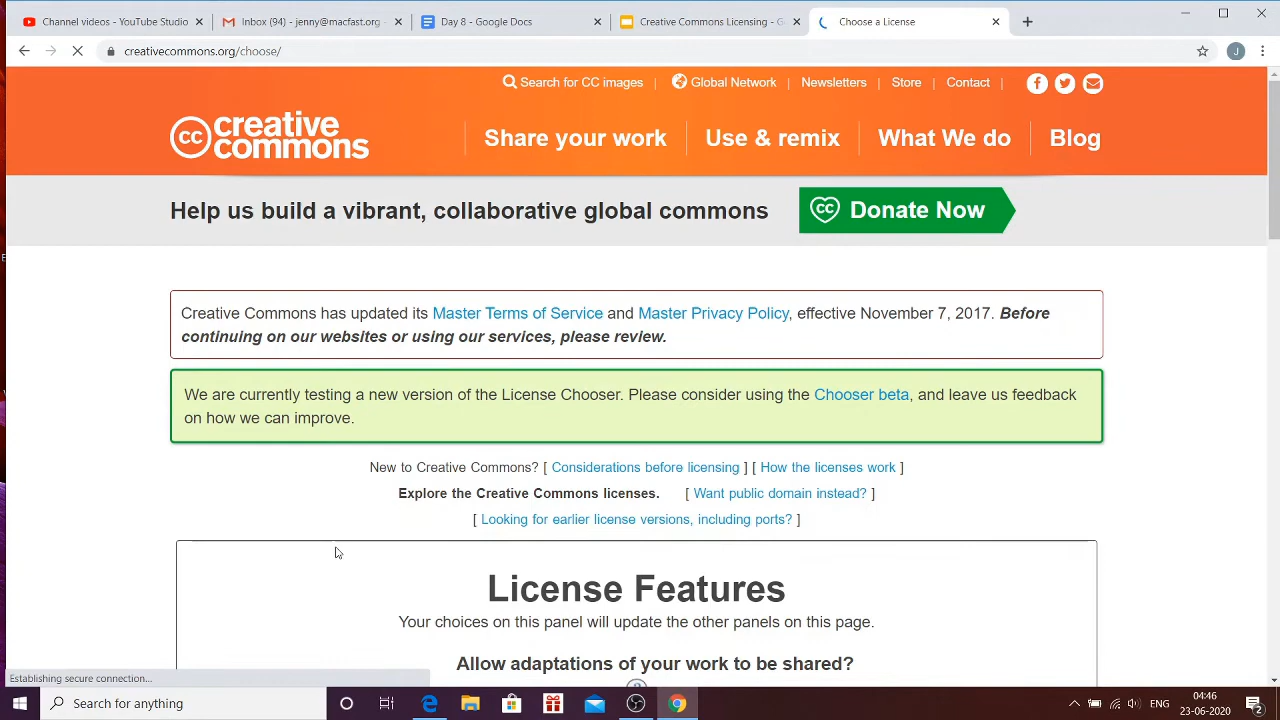 Channel videos - YouTube Studio
Inbox (94) - jenny@macfast.org -
Day 8 - Google Docs
Creative Commons Licensing - G
Choose a License
creativecommons.org/choose/
J
Search for CC images
Global Network
Newsletters
Store
Contact
cc creative commons
Share your work
Use & remix
What We do
Blog
Help us build a vibrant, collaborative global commons
Donate Now
Creative Commons has updated its Master Terms of Service and Master Privacy Policy, effective November 7, 2017. Before
continuing on our websites or using our services, please review.
We are currently testing a new version of the License Chooser. Please consider using the Chooser beta, and leave us feedback
on how we can improve.
New to Creative Commons? [ Considerations before licensing ] [ How the licenses work ]
Explore the Creative Commons licenses. [ Want public domain instead? ]
[ Looking for earlier license versions, including ports? ]
License Features
Your choices on this panel will update the other panels on this page.
Allow adaptations of your work to be shared?
Establishing secure connection...
Search for anything
ENG
04:46
23-06-2020
2